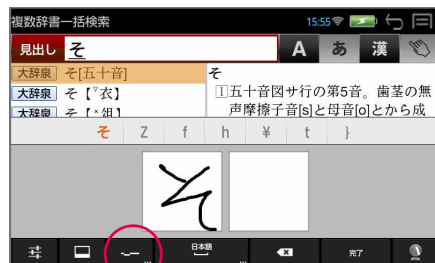 複数辞書一括検索 15:55
見出し そ A あ 漢
大辞泉 そ[五十音]
大辞泉 そ【▽衣】
大辞泉 そ【×俎】
そ
①五十音図サ行の第5音。歯茎の無
声摩擦子音[s]と母音[o]とから成
そ Z f h ¥ t }
そ
日本語 完了